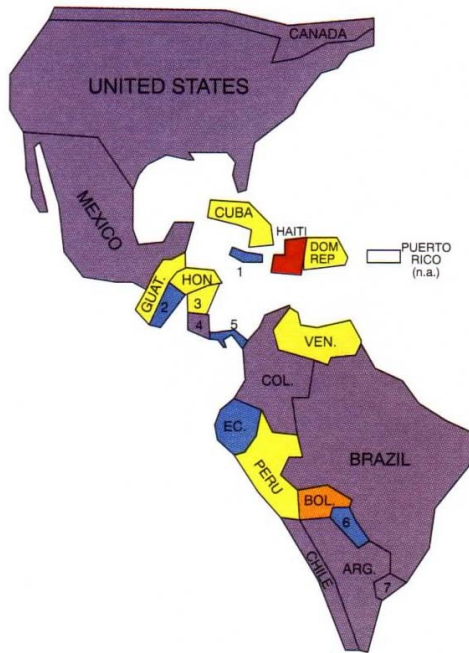 CANADA
UNITED STATES
MEXICO
CUBA
HAITI
DOM
REP
PUERTO
RICO
(n.a.)
1
GUAT.
HON
2
3
4
5
VEN.
COL.
EC.
PERU
BRAZIL
BOL.
6
CHILE
ARG.
7